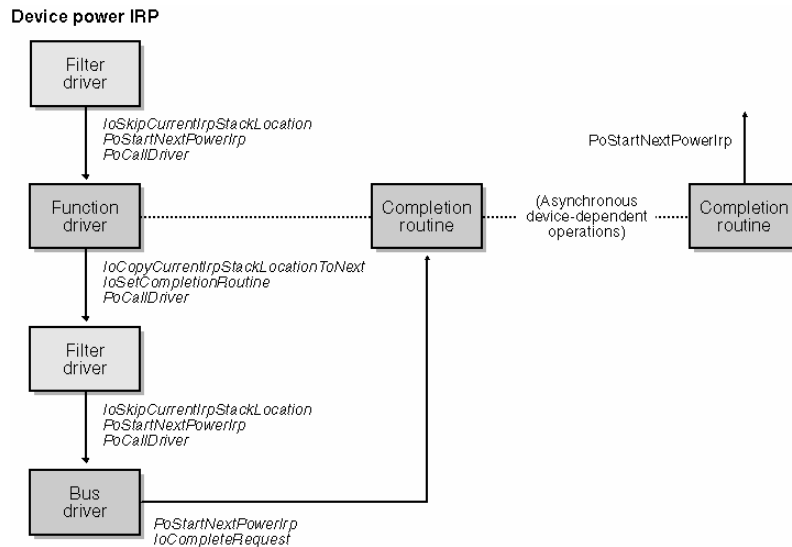 Device power IRP
Filter
driver
IoSkipCurrentIrpStackLocation
PoStartNextPowerIrp
PoCallDriver
PoStartNextPowerIrp
Function
driver
Completion
routine
(Asynchronous
device-dependent
operations)
Completion
routine
IoCopyCurrentIrpStackLocationToNext
IoSetCompletionRoutine
PoCallDriver
Filter
driver
IoSkipCurrentIrpStackLocation
PoStartNextPowerIrp
PoCallDriver
Bus
driver
PoStartNextPowerIrp
IoCompleteRequest